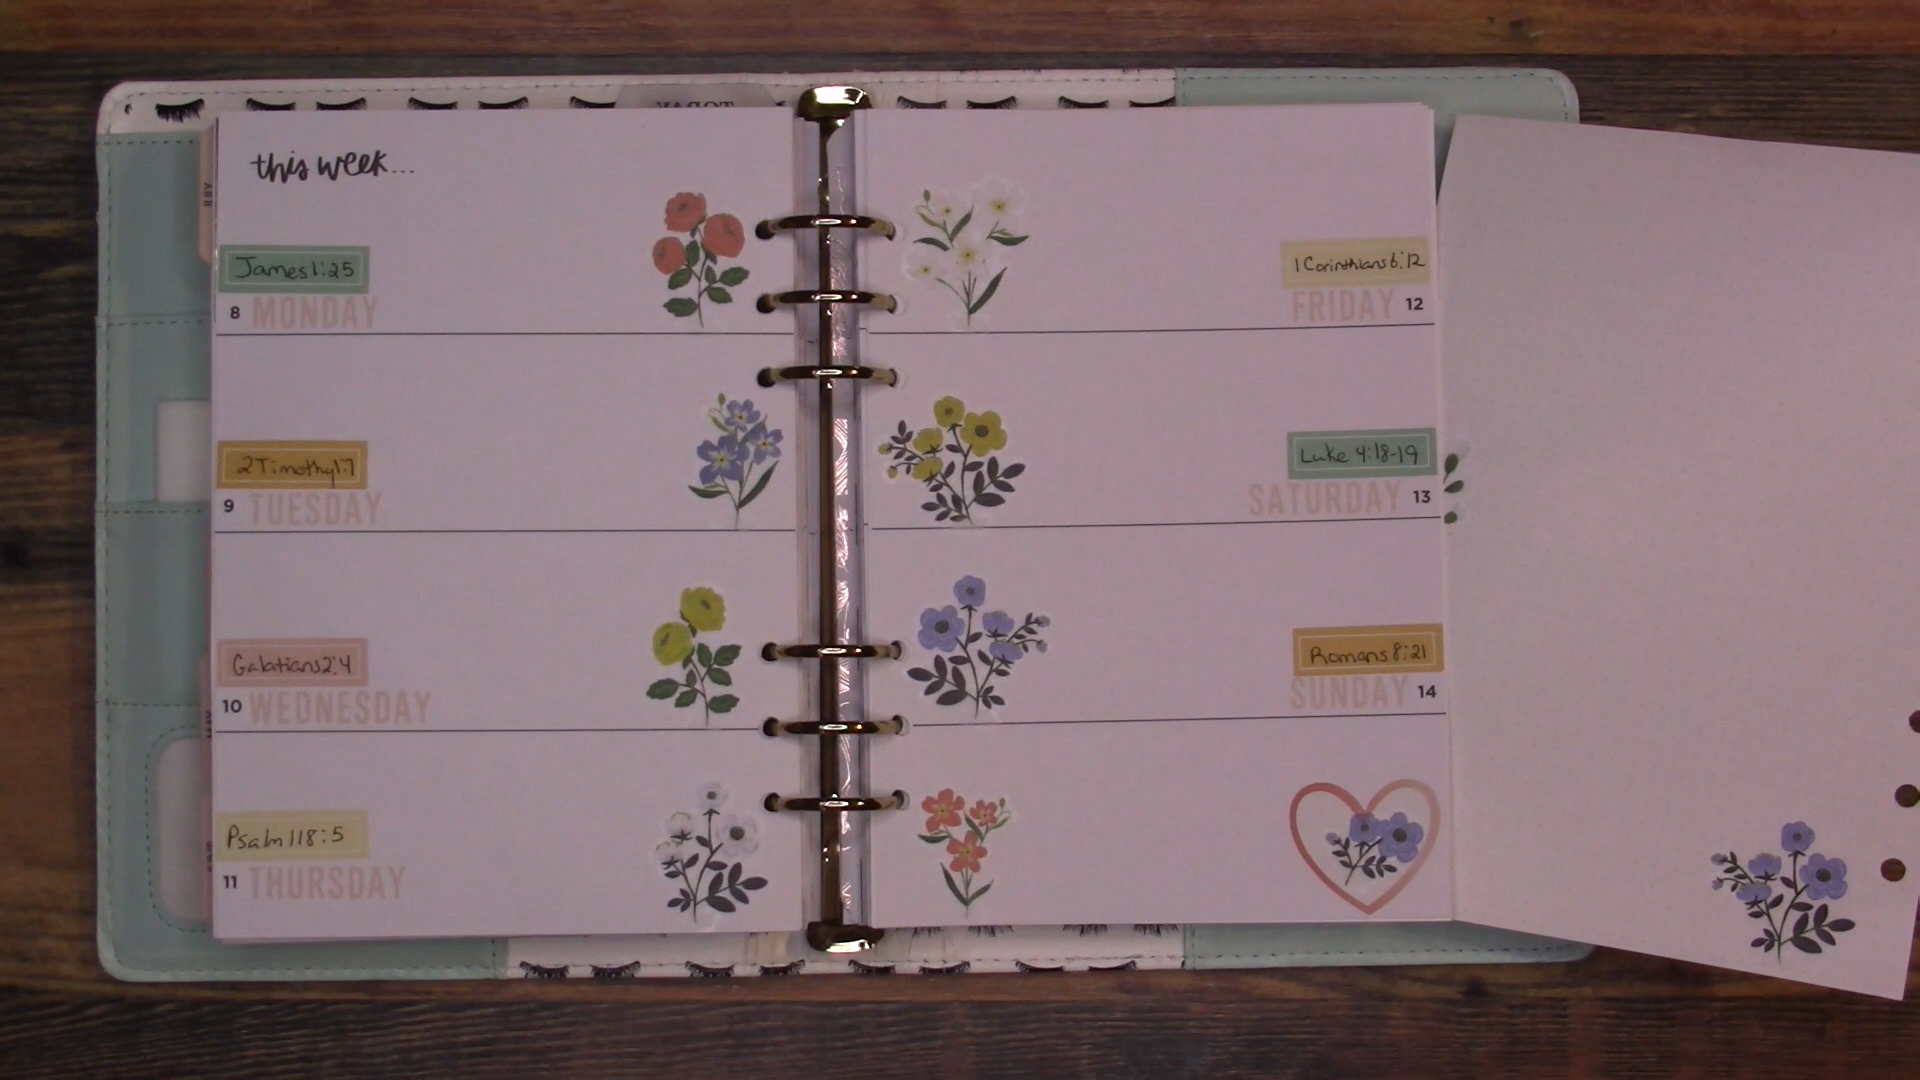 TODAY
this week...
James 1:25
8 MONDAY
2 Timothy 1:7
9 TUESDAY
Galatians 2:4
10 WEDNESDAY
Psalm 118:5
11 THURSDAY
1 Corinthians 6:12
FRIDAY 12
Luke 4:18-19
SATURDAY 13
Romans 8:21
SUNDAY 14